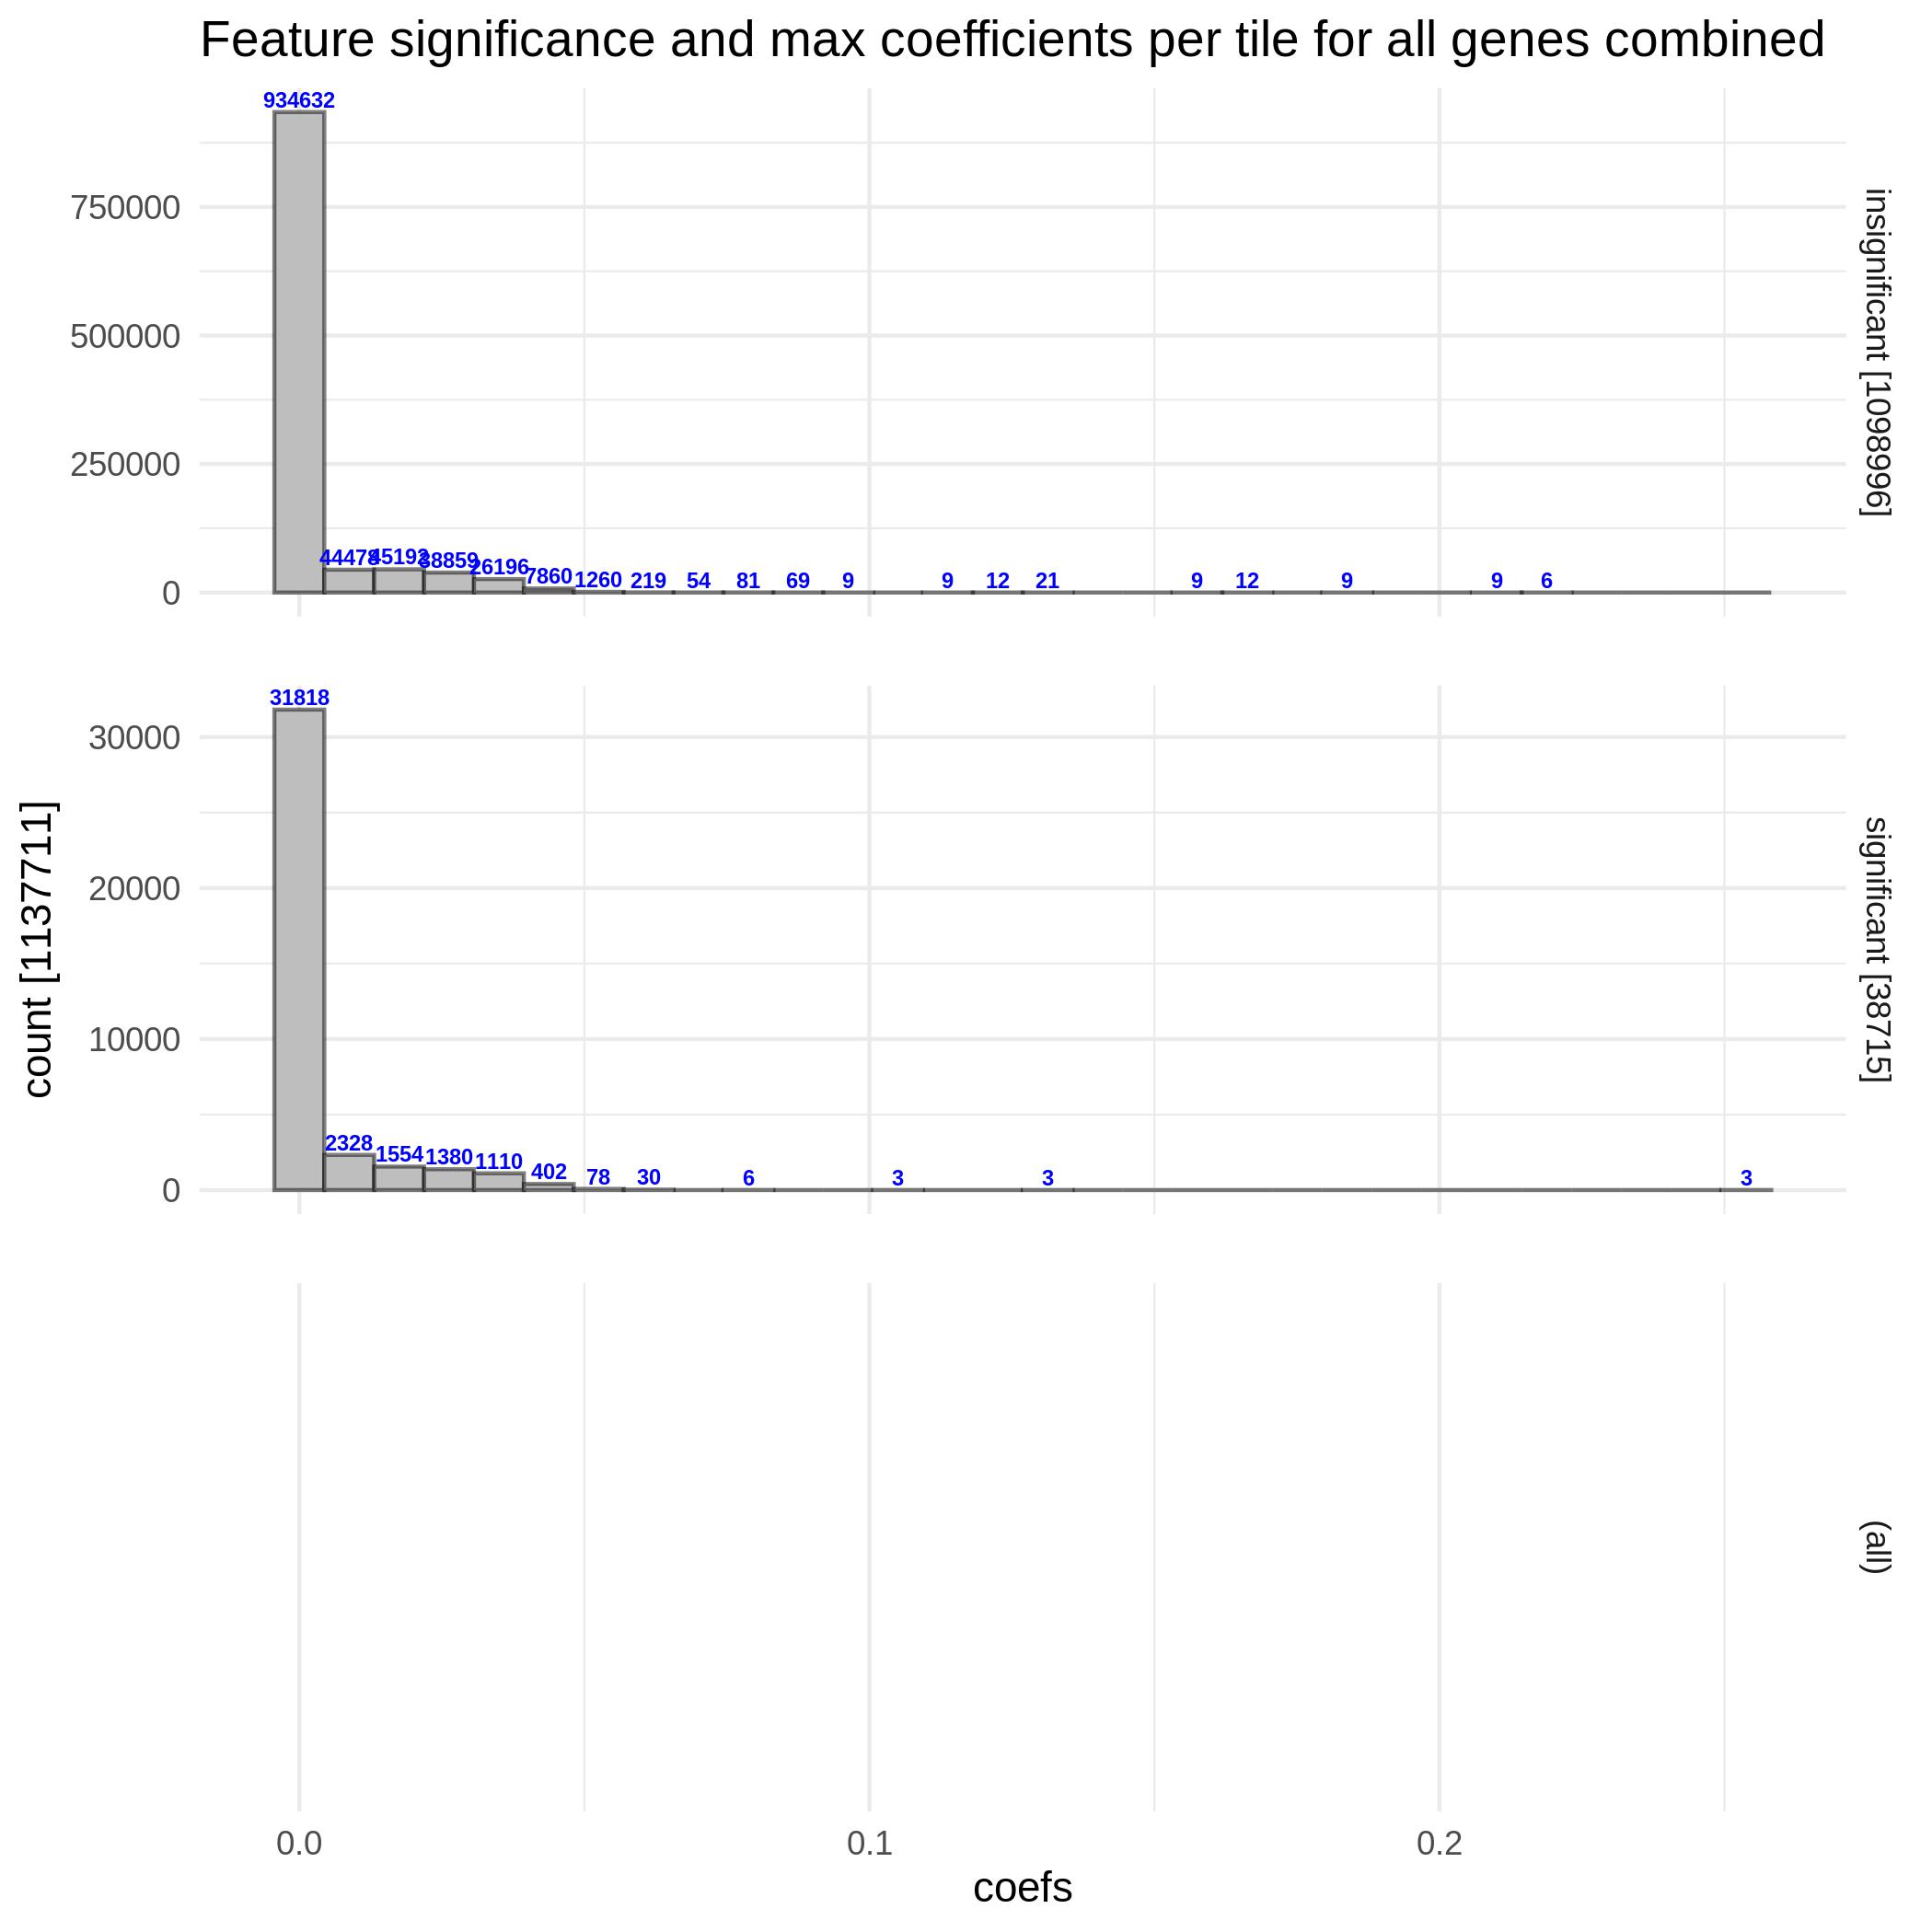 Feature significance and max coefficients per tile for all genes combined
934632
750000
500000
250000
0
44478 45192 38859 26196 7860 1260 219 54 81 69 9 9 12 21 9 12 9 9 6
insignificant [1098996]
31818
30000
20000
10000
0
2328 1554 1380 1110 402 78 30 6 3 3 3
significant [38715]
count [1137711]
(all)
0.0 0.1 0.2
coefs